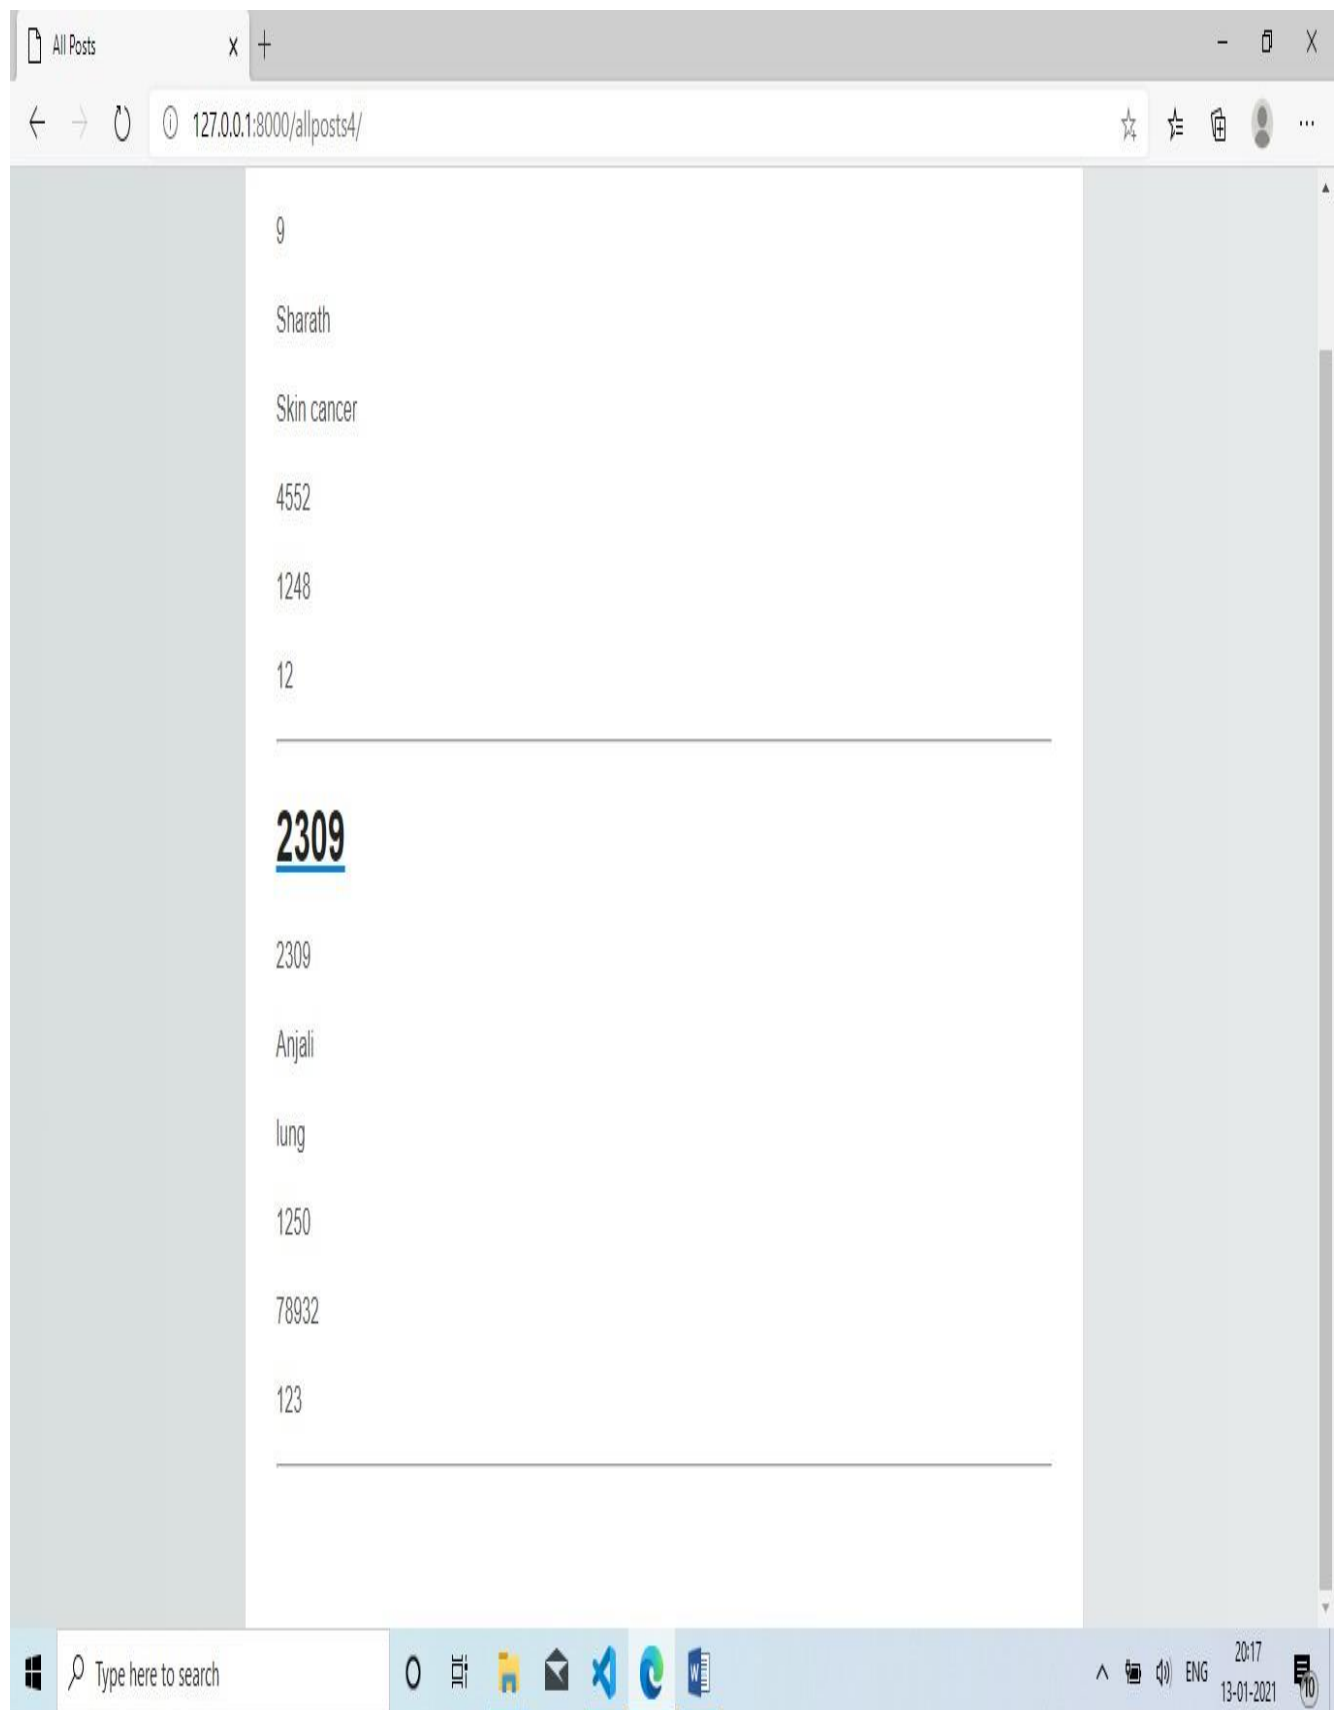 All Posts
127.0.0.1:8000/allposts4/
9
Sharath
Skin cancer
4552
1248
12
2309
2309
Anjali
lung
1250
78932
123
Type here to search
ENG
20:17
13-01-2021
10